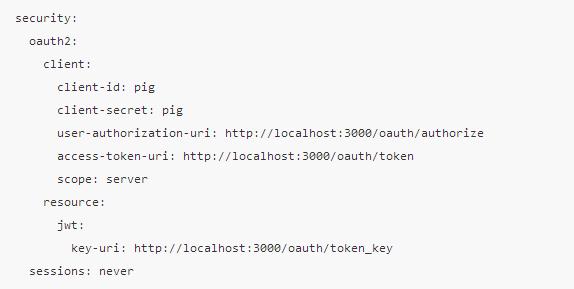 security:
  oauth2:
    client:
      client-id: pig
      client-secret: pig
      user-authorization-uri: http://localhost:3000/oauth/authorize
      access-token-uri: http://localhost:3000/oauth/token
      scope: server
    resource:
      jwt:
        key-uri: http://localhost:3000/oauth/token_key
  sessions: never